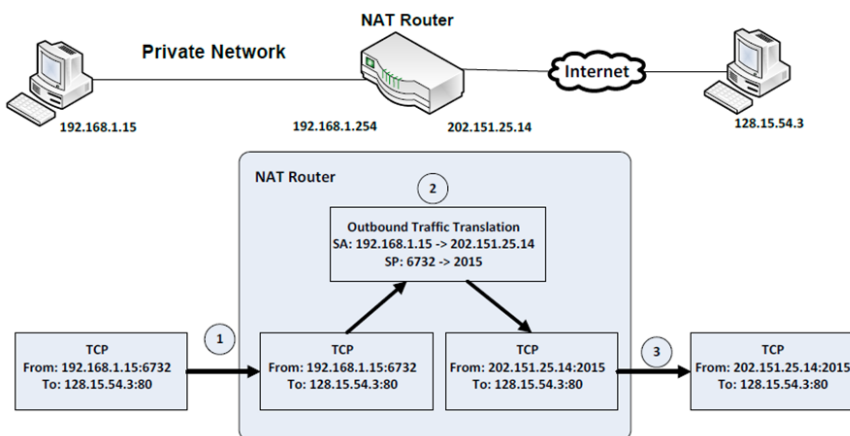 NAT Router
Private Network
Internet
192.168.1.15
192.168.1.254
202.151.25.14
128.15.54.3
NAT Router
2
Outbound Traffic Translation
SA: 192.168.1.15 -> 202.151.25.14
SP: 6732 -> 2015
TCP
From: 192.168.1.15:6732
To: 128.15.54.3:80
1
TCP
From: 192.168.1.15:6732
To: 128.15.54.3:80
TCP
From: 202.151.25.14:2015
To: 128.15.54.3:80
3
TCP
From: 202.151.25.14:2015
To: 128.15.54.3:80